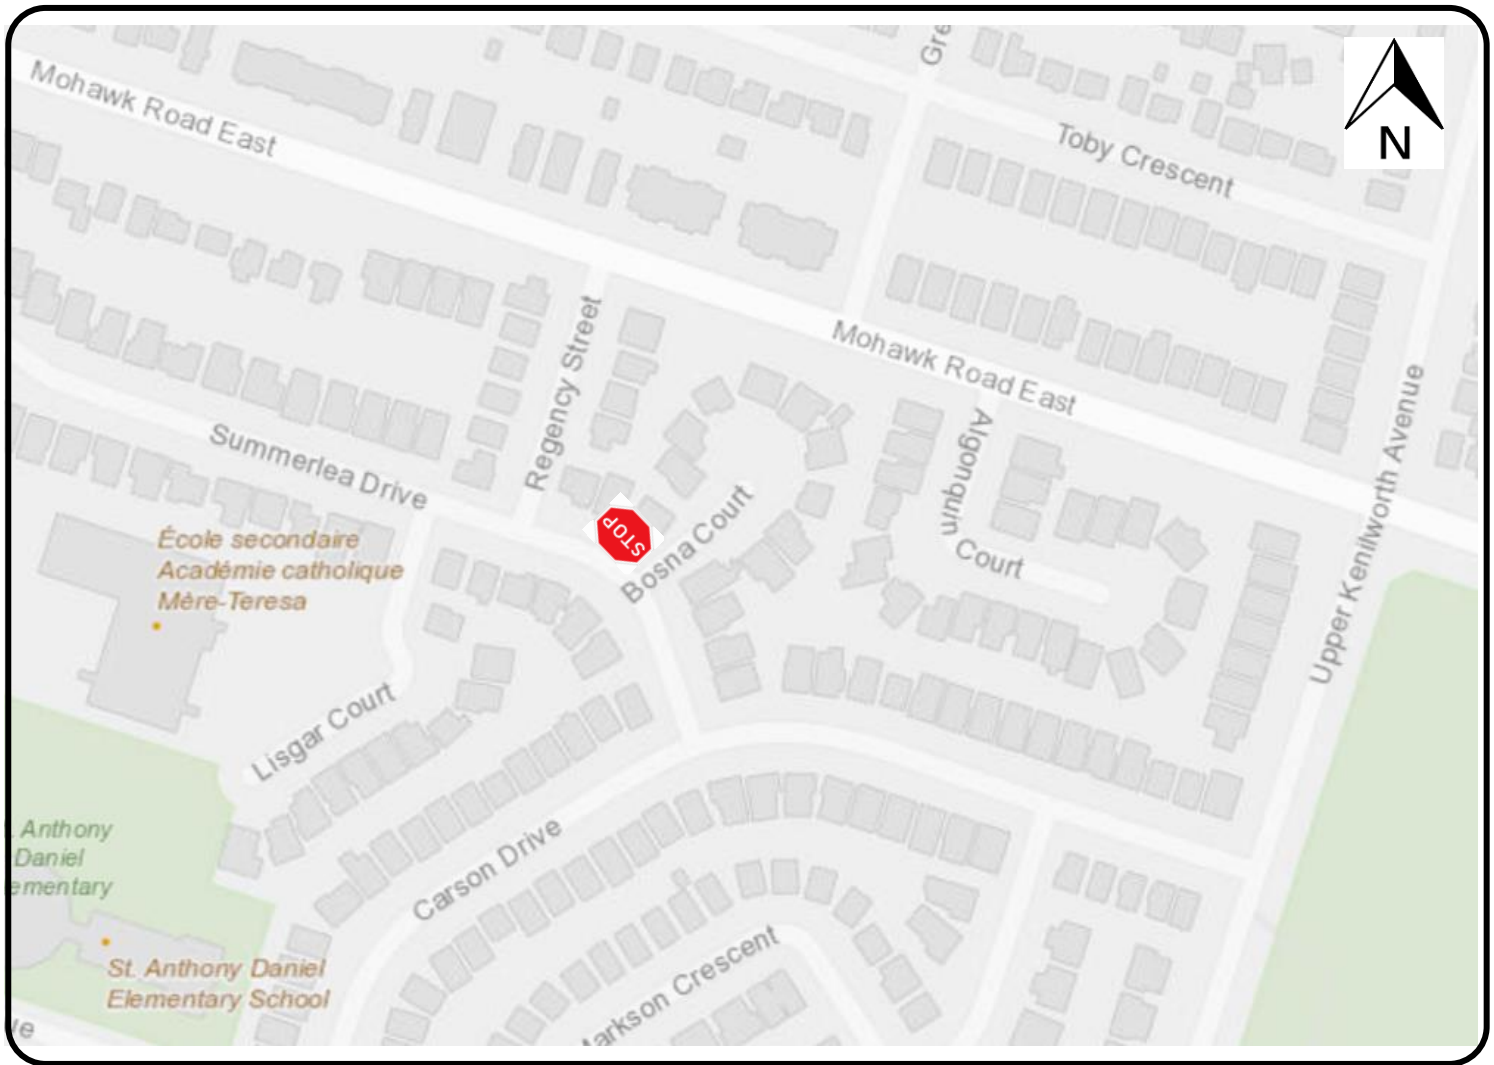 Gre
N
Mohawk Road East
Toby Crescent
Mohawk Road East
Regency Street
Algonquin
Court
Upper Kenilworth Avenue
Summerlea Drive
Bosna Court
STOP
École secondaire
Académie catholique
Mère-Teresa
Lisgar Court
Carson Drive
. Anthony
Daniel
ementary
St. Anthony Daniel
Elementary School
arkson Crescent